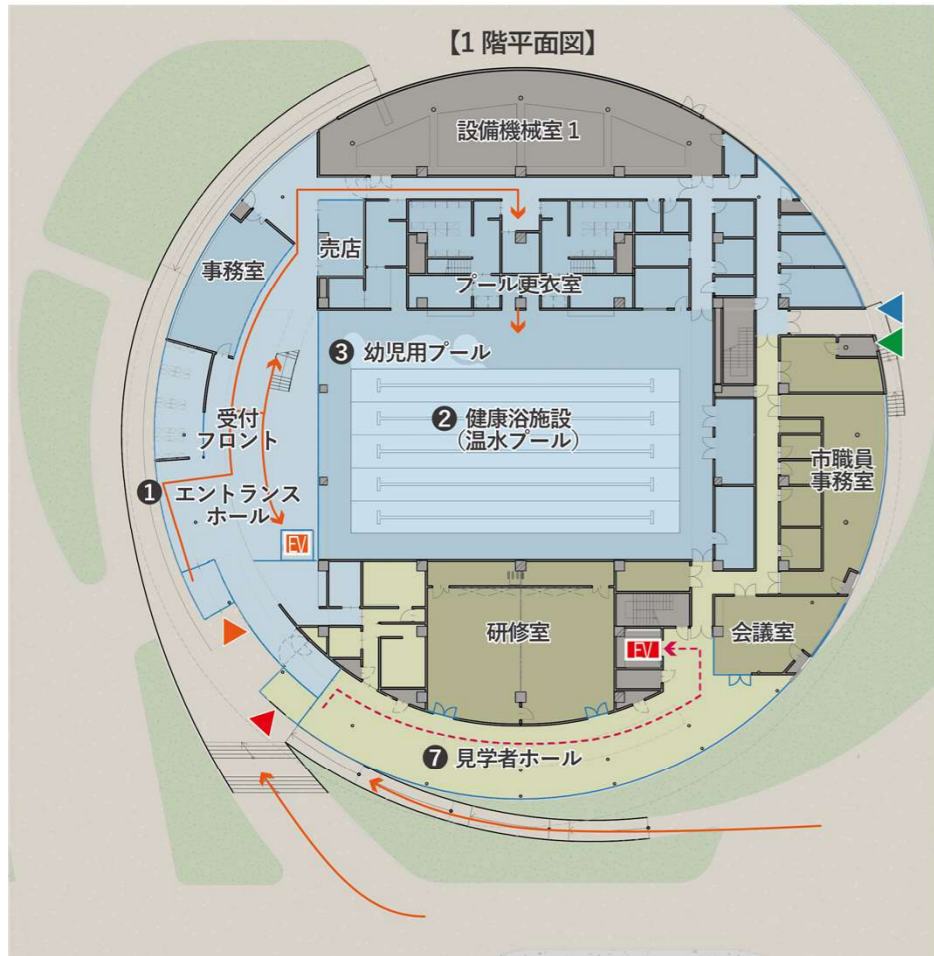 【1 階平面図】
設備機械室 1
売店
事務室
プール更衣室
❸ 幼児用プール
❷ 健康浴施設
（温水プール）
受付
フロント
市職員
事務室
❶ エントランス
ホール
EV
研修室
会議室
EV
❼ 見学者ホール